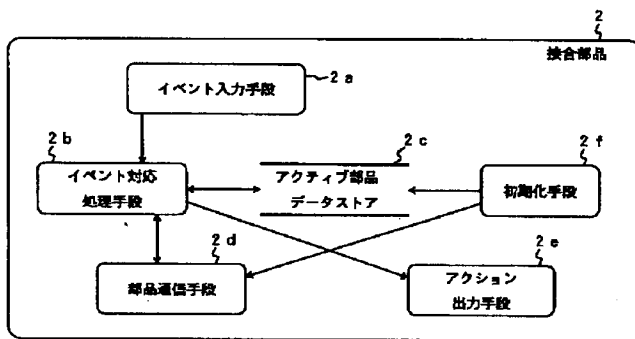 2
接合部品
イベント入力手段
2a
2b
イベント対応
処理手段
2c
アクティブ部品
データストア
2f
初期化手段
2d
部品通信手段
2e
アクション
出力手段